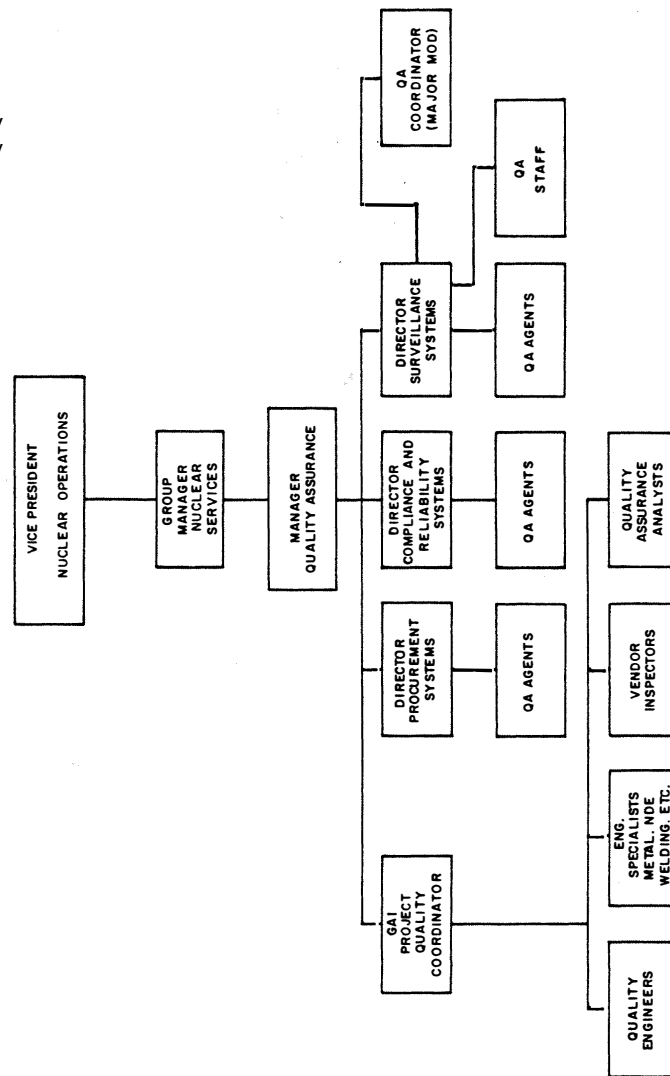 VICE PRESIDENT
NUCLEAR OPERATIONS
GROUP
MANAGER
NUCLEAR
SERVICES
MANAGER
QUALITY ASSURANCE
GAI
PROJECT
QUALITY
COORDINATOR
DIRECTOR
PROCUREMENT
SYSTEMS
DIRECTOR
COMPLIANCE AND
RELIABILITY
SYSTEMS
DIRECTOR
SURVEILLANCE
SYSTEMS
QA
COORDINATOR
(MAJOR MOD)
QA AGENTS
QA AGENTS
QA AGENTS
QA
STAFF
QUALITY
ENGINEERS
ENG.
SPECIALISTS
METAL. NDE
WELDING. ETC.
VENDOR
INSPECTORS
QUALITY
ASSURANCE
ANALYSTS